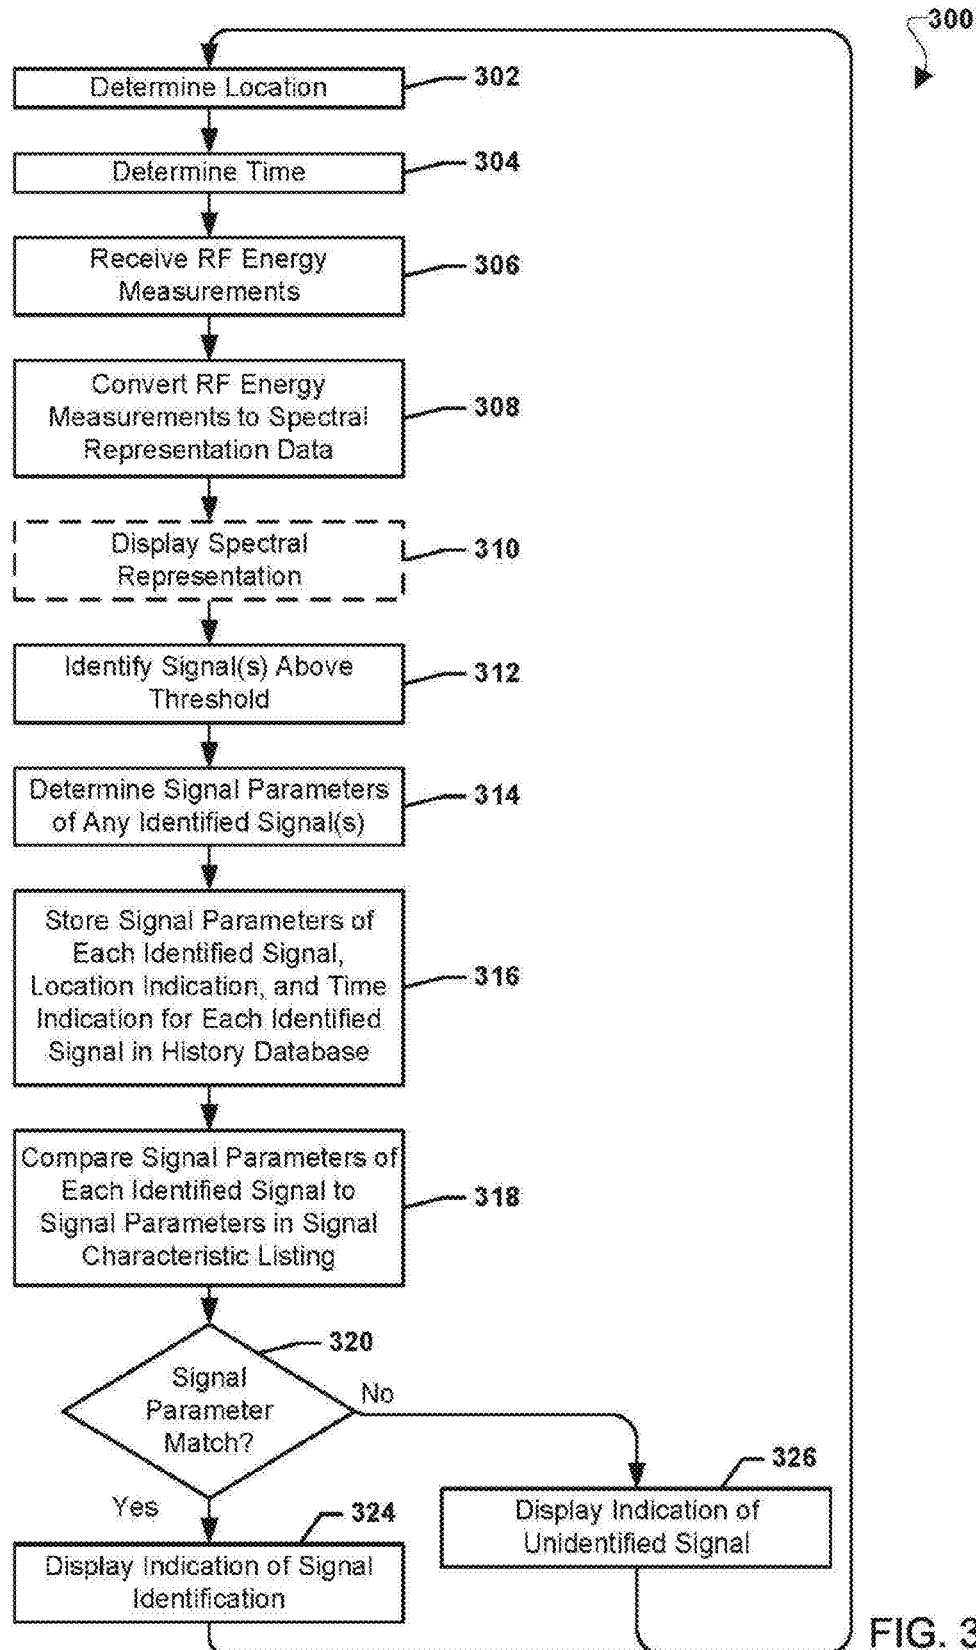 300
Determine Location
302
Determine Time
304
Receive RF Energy
Measurements
306
Convert RF Energy
Measurements to Spectral
Representation Data
308
Display Spectral
Representation
310
Identify Signal(s) Above
Threshold
312
Determine Signal Parameters
of Any Identified Signal(s)
314
Store Signal Parameters of
Each Identified Signal,
Location Indication, and Time
Indication for Each Identified
Signal in History Database
316
Compare Signal Parameters of
Each Identified Signal to
Signal Parameters in Signal
Characteristic Listing
318
320
Signal
Parameter
Match?
No
Yes
326
Display Indication of
Unidentified Signal
324
Display Indication of Signal
Identification
FIG. 3